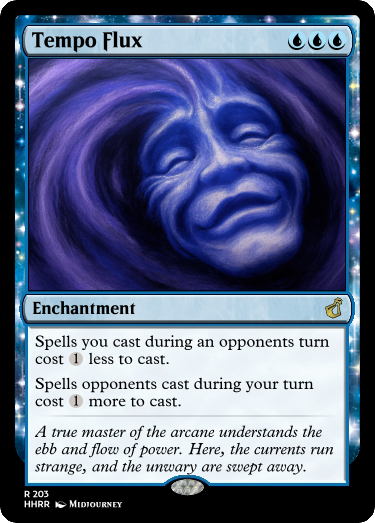 Tempo Flux
Enchantment
Spells you cast during an opponents turn
cost 1 less to cast.
Spells opponents cast during your turn
cost 1 more to cast.
A true master of the arcane understands the
ebb and flow of power. Here, the currents run
strange, and the unwary are swept away.
R 203
HHRR Midjourney